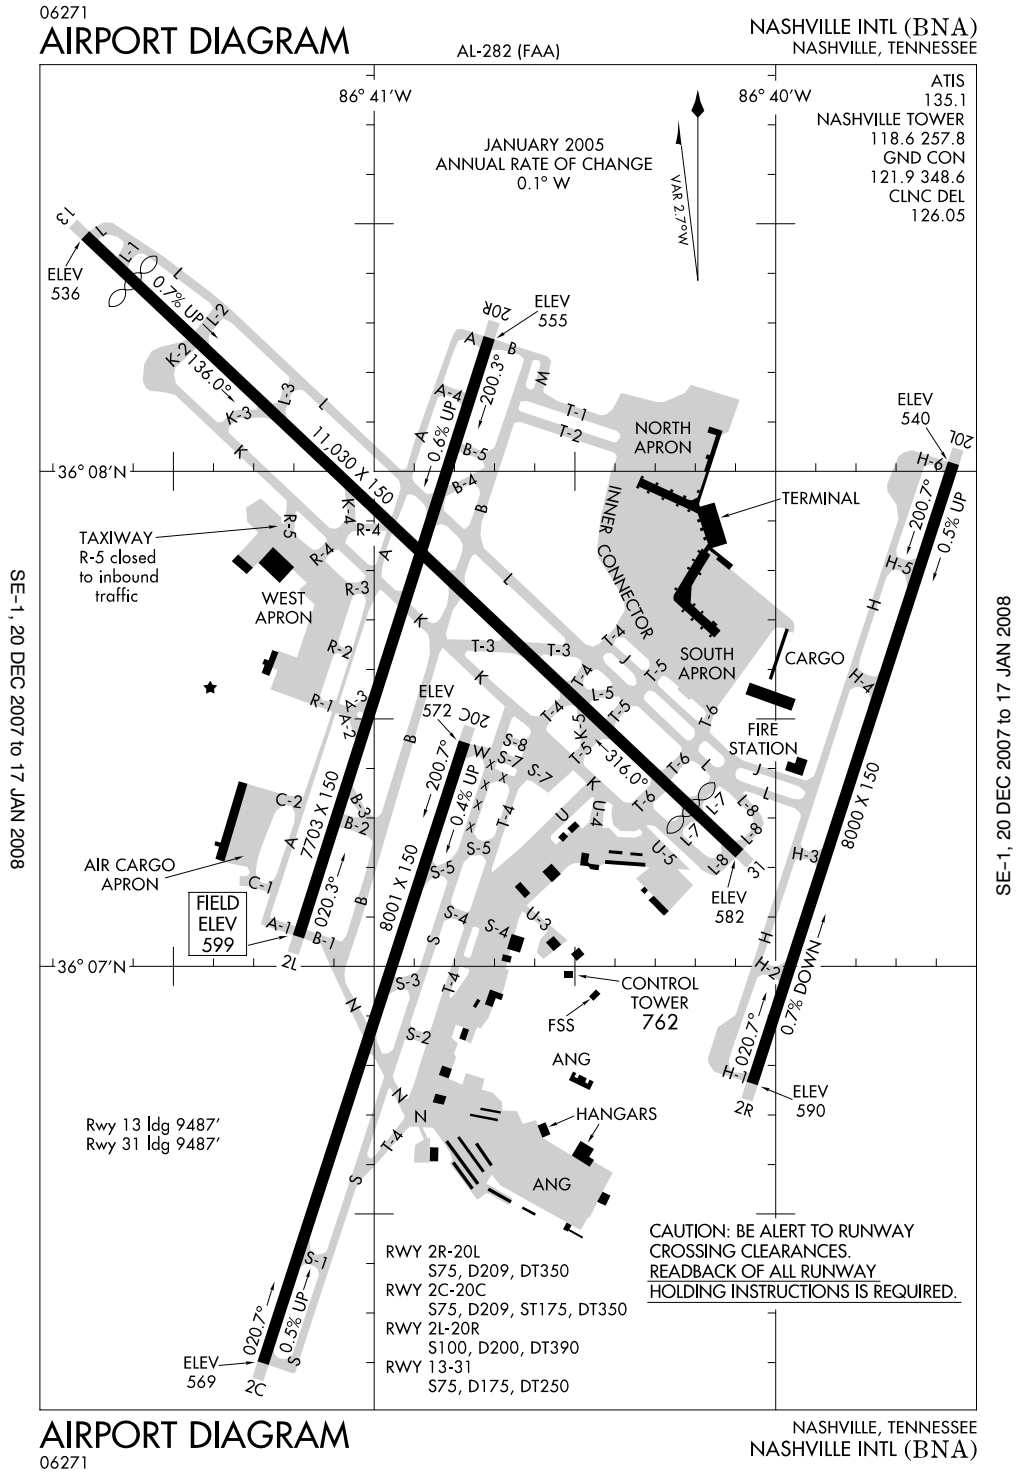 06271
AIRPORT DIAGRAM
AL-282 (FAA)
NASHVILLE INTL (BNA)
NASHVILLE, TENNESSEE
86° 41'W
86° 40'W
ATIS
135.1
NASHVILLE TOWER
118.6 257.8
GND CON
121.9 348.6
CLNC DEL
126.05
JANUARY 2005
ANNUAL RATE OF CHANGE
0.1° W
VAR 2.7°W
13
L
L-1
L
ELEV
536
0.7% UP
L-2
K-2
136.0°
K-3
L-3
L
K
11,030 X 150
20R
ELEV
555
A
B
200.3°
A-4
W
0.6% UP
A
T-1
T-2
B-5
B-4
B
NORTH
APRON
ELEV
540
20L
H-6
200.7°
0.5% UP
H-5
36° 08'N
TERMINAL
INNER CONNECTOR
TAXIWAY
R-5 closed
to inbound
traffic
R-5
K-4
R-4
R-4
A
R-3
WEST
APRON
L
K
H
R-2
T-3
T-3
T-4
J
T-5
SOUTH
APRON
CARGO
H-4
R-1
A-3
A-2
K
T-4
L-5
T-4
K-5
T-5
T-5
T-6
ELEV
572
20C
FIRE
STATION
B
W
S-8
S-7
S-7
200.7°
0.4% UP
316.0°
T-6
L
J
L
K
T-6
L-7
L-7
L-8
L-8
L-8
31
8000 X 150
C-2
A
7703 X 150
B-3
B-2
T-4
U
U-4
U-5
S-5
S-5
H-3
AIR CARGO
APRON
C-1
8001 X 150
ELEV
582
FIELD
ELEV
599
A-1
020.3°
B
B-1
2L
S-4
S-4
U-3
S
H
H-2
36° 07'N
0.7% DOWN
N
S-3
T-4
CONTROL
TOWER
762
FSS
S-2
020.7°
ANG
H-1
2R
ELEV
590
N
N
HANGARS
Rwy 13 ldg 9487'
Rwy 31 ldg 9487'
T-4
S
ANG
S-1
RWY 2R-20L
S75, D209, DT350
RWY 2C-20C
S75, D209, ST175, DT350
RWY 2L-20R
S100, D200, DT390
RWY 13-31
S75, D175, DT250
CAUTION: BE ALERT TO RUNWAY
CROSSING CLEARANCES.
READBACK OF ALL RUNWAY
HOLDING INSTRUCTIONS IS REQUIRED.
020.7°
0.5% UP
S
ELEV
569
2C
SE-1, 20 DEC 2007 to 17 JAN 2008
SE-1, 20 DEC 2007 to 17 JAN 2008
AIRPORT DIAGRAM
06271
NASHVILLE, TENNESSEE
NASHVILLE INTL (BNA)